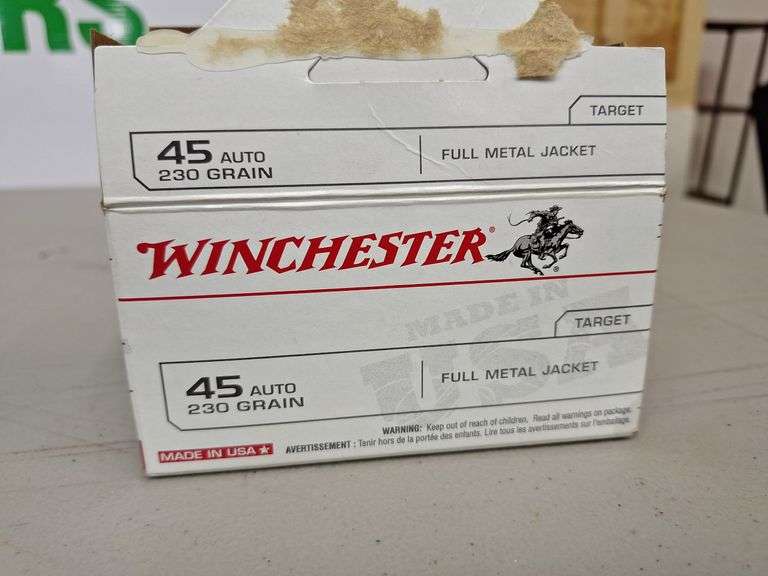 RS
TARGET
45 AUTO
230 GRAIN
FULL METAL JACKET
WINCHESTER®
®
MADE IN
USA
TARGET
45 AUTO
230 GRAIN
FULL METAL JACKET
WARNING: Keep out of reach of children. Read all warnings on package.
MADE IN USA★
AVERTISSEMENT : Tenir hors de la portée des enfants. Lire tous les avertissements sur l'emballage.